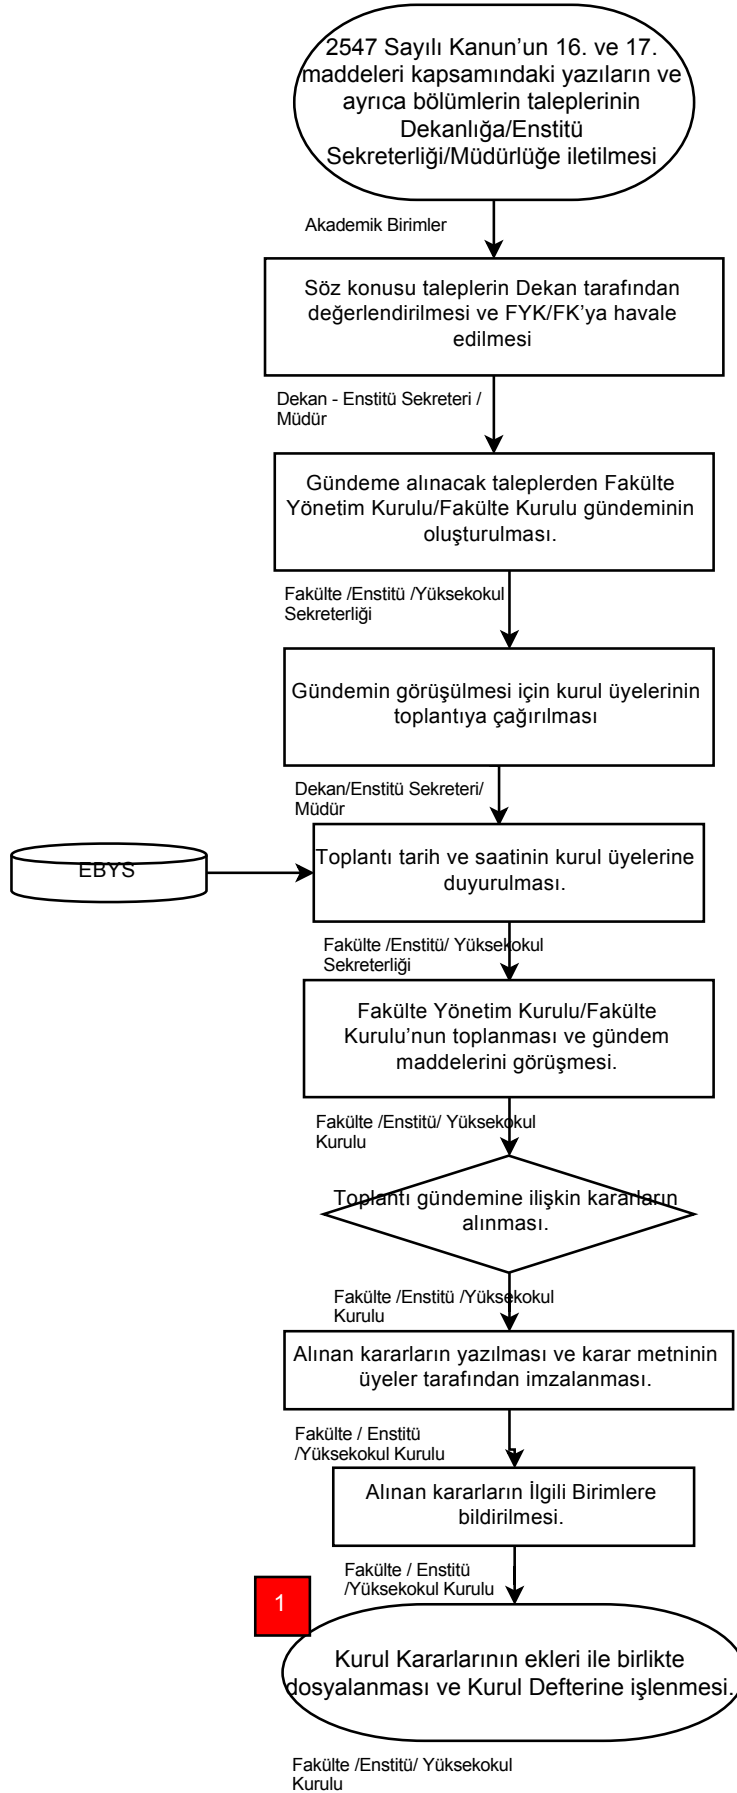 2547 Sayılı Kanun’un 16. ve 17.
maddeleri kapsamındaki yazıların ve
ayrıca bölümlerin taleplerinin
Dekanlığa/Enstitü
Sekreterliği/Müdürlüğe iletilmesi
Akademik Birimler
Söz konusu taleplerin Dekan tarafından
değerlendirilmesi ve FYK/FK’ya havale
edilmesi
Dekan - Enstitü Sekreteri /
Müdür
Gündeme alınacak taleplerden Fakülte
Yönetim Kurulu/Fakülte Kurulu gündeminin
oluşturulması.
Fakülte /Enstitü /Yüksekokul
Sekreterliği
Gündemin görüşülmesi için kurul üyelerinin
toplantıya çağırılması
Dekan/Enstitü Sekreteri/
Müdür
EBYS
Toplantı tarih ve saatinin kurul üyelerine
duyurulması.
Fakülte /Enstitü/ Yüksekokul
Sekreterliği
Fakülte Yönetim Kurulu/Fakülte
Kurulu’nun toplanması ve gündem
maddelerini görüşmesi.
Fakülte /Enstitü/ Yüksekokul
Kurulu
Toplantı gündemine ilişkin kararların
alınması.
Fakülte /Enstitü /Yüksekokul
Kurulu
Alınan kararların yazılması ve karar metninin
üyeler tarafından imzalanması.
Fakülte / Enstitü
/Yüksekokul Kurulu
Alınan kararların İlgili Birimlere
bildirilmesi.
Fakülte / Enstitü
/Yüksekokul Kurulu
1
Kurul Kararlarının ekleri ile birlikte
dosyalanması ve Kurul Defterine işlenmesi.
Fakülte /Enstitü/ Yüksekokul
Kurulu